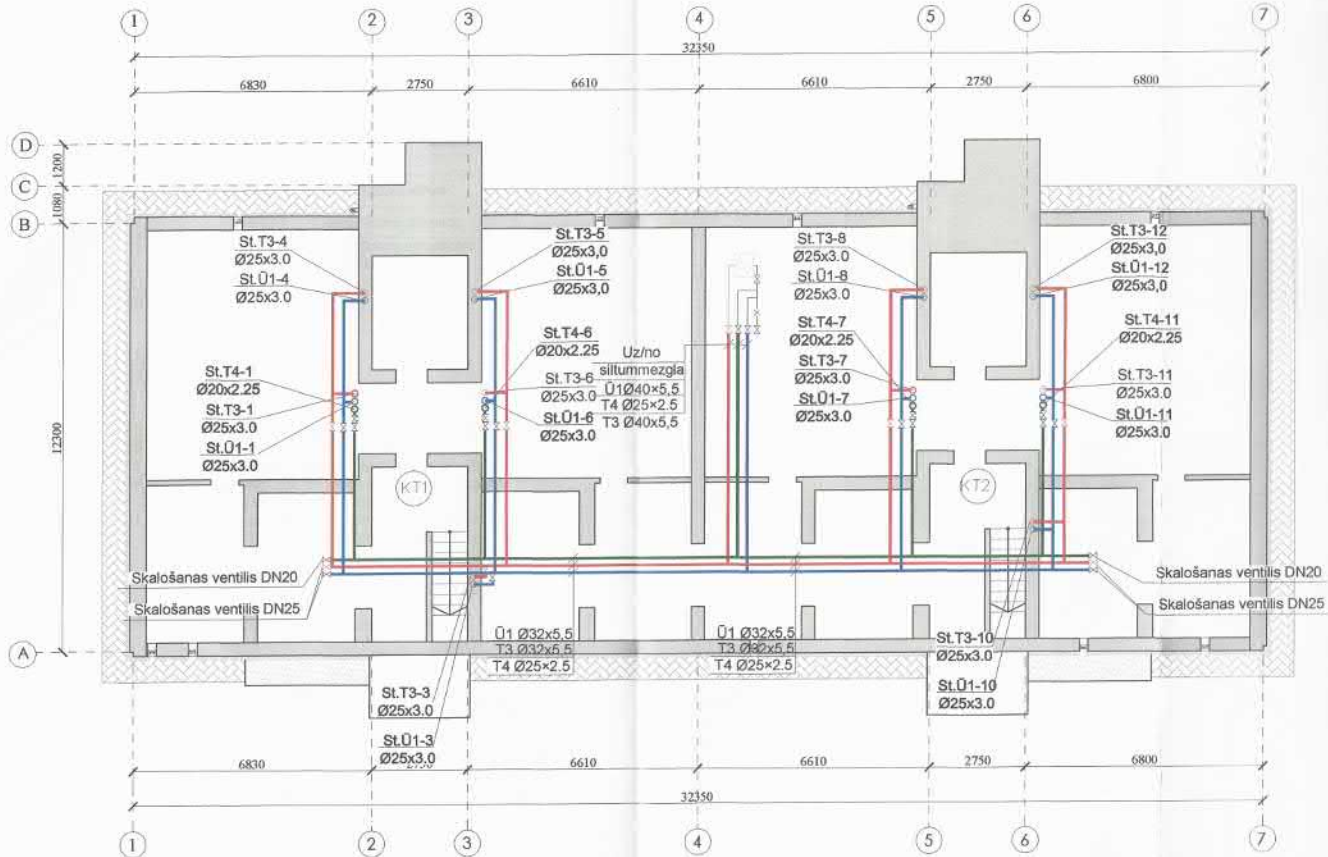 1 2 3 4 5 6 7
32350
6830 2750 6610 6610 2750 6800
D
1200
C
1080
B
12300
A
St.T3-4
Ø25x3.0
St.Ū1-4
Ø25x3.0
St.T3-5
Ø25x3,0
St.Ū1-5
Ø25x3,0
St.T3-8
Ø25x3.0
St.Ū1-8
Ø25x3.0
St.T3-12
Ø25x3,0
St.Ū1-12
Ø25x3,0
St.T4-1
Ø20x2.25
St.T3-1
Ø25x3.0
St.Ū1-1
Ø25x3.0
St.T4-6
Ø20x2.25
St.T3-6
Ø25x3.0
St.Ū1-6
Ø25x3.0
Uz/no
siltummezgla
Ū1Ø40×5,5
T4 Ø25×2.5
T3 Ø40x5,5
St.T4-7
Ø20x2.25
St.T3-7
Ø25x3.0
St.Ū1-7
Ø25x3.0
St.T4-11
Ø20x2.25
St.T3-11
Ø25x3.0
St.Ū1-11
Ø25x3.0
KT1
KT2
Skalošanas ventilis DN20
Skalošanas ventilis DN25
Skalošanas ventilis DN20
Skalošanas ventilis DN25
Ū1 Ø32x5,5
T3 Ø32x5,5
T4 Ø25×2.5
Ū1 Ø32x5,5
T3 Ø32x5,5
T4 Ø25×2.5
St.T3-3
Ø25x3.0
St.Ū1-3
Ø25x3.0
St.T3-10
Ø25x3.0
St.Ū1-10
Ø25x3.0
6830 2750 6610 6610 2750 6800
32350
1 2 3 4 5 6 7